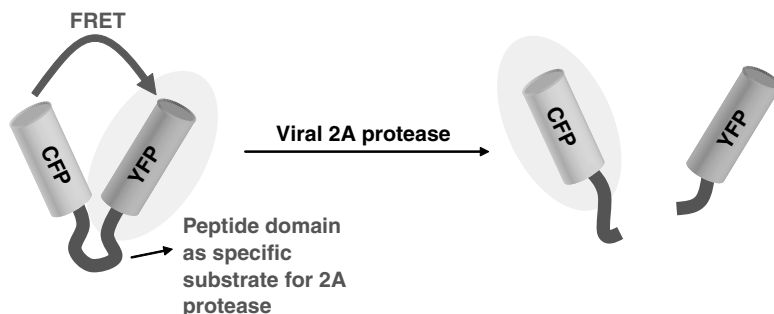 FRET
CFP
YFP
Viral 2A protease
CFP
YFP
Peptide domain
as specific
substrate for 2A
protease